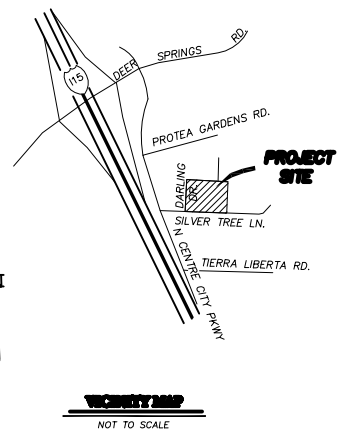 DEER SPRINGS RD.
I15
PROTEA GARDENS RD.
PROJECT
SITE
DARLING
DR.
SILVER TREE LN.
N CENTRE CITY PKWY
TIERRA LIBERTA RD.
VICINITY MAP
NOT TO SCALE